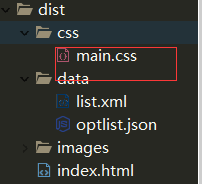 dist
css
main.css
data
list.xml
optlist.json
images
index.html